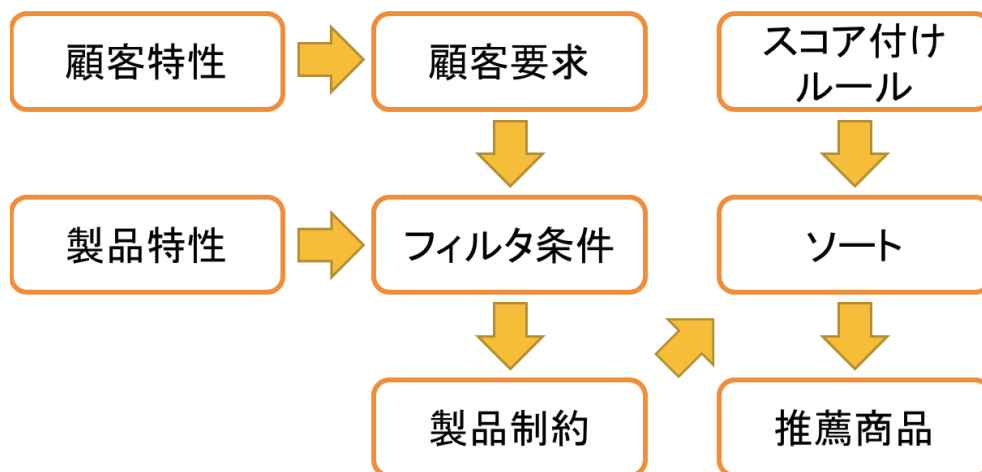 顧客特性
顧客要求
スコア付け
ルール
製品特性
フィルタ条件
ソート
製品制約
推薦商品